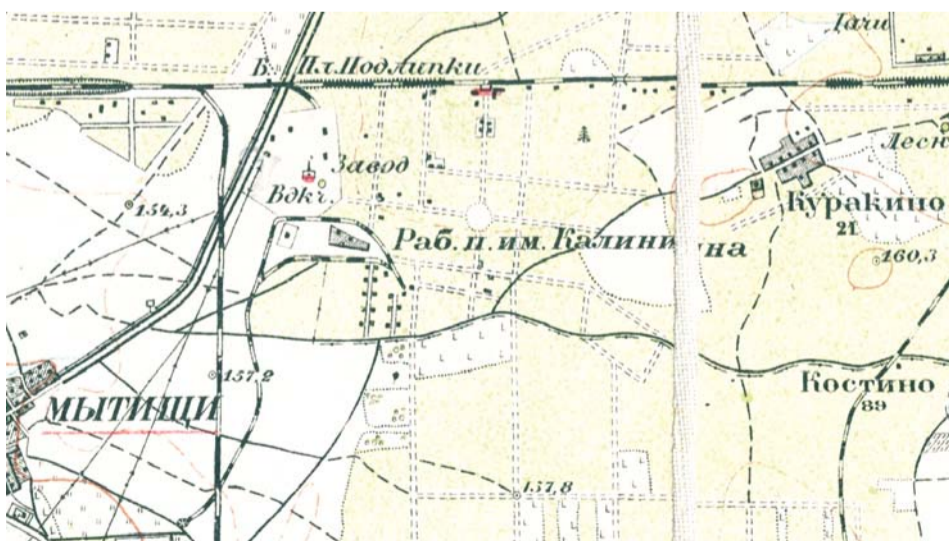 Дачи
Б. Пл. Подлипки
Завод
Вдкч.
Лесн
154,3
Куракино
21
Раб. п. им. Калинина
160,3
157,2
Костино
89
МЫТИЩИ
157,8